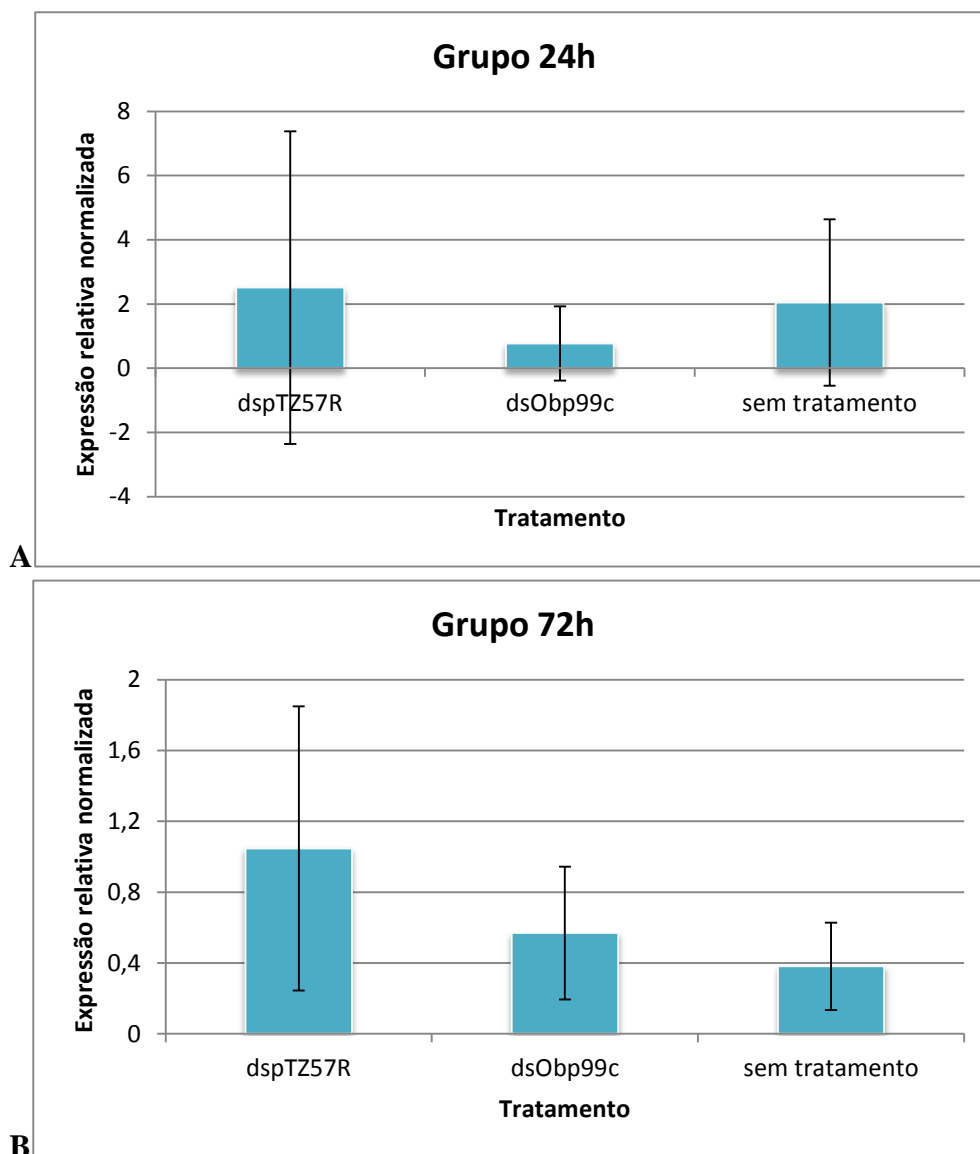 Grupo 24h
Expressão relativa normalizada
8
6
4
2
0
-2
-4
dspTZ57R dsObp99c sem tratamento
Tratamento
A
Grupo 72h
Expressão relativa normalizada
2
1,6
1,2
0,8
0,4
0
dspTZ57R dsObp99c sem tratamento
Tratamento
B